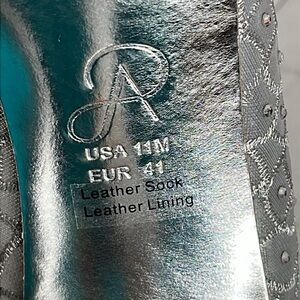 USA 11M
EUR 41
Leather Sock
Leather Lining